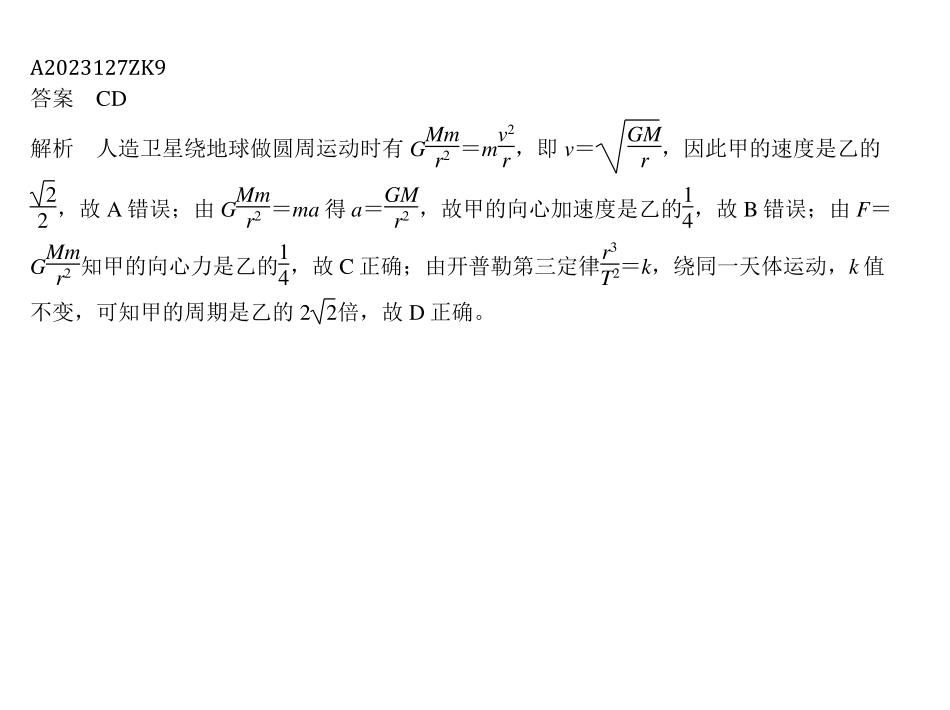 A2023127ZK9
答案 CD
解析 人造卫星绕地球做圆周运动时有 G\frac{Mm}{r^2}=m\frac{v^2}{r}，即 v=\sqrt{\frac{GM}{r}}，因此甲的速度是乙的
\frac{\sqrt{2}}{2}，故 A 错误；由 G\frac{Mm}{r^2}=ma 得 a=\frac{GM}{r^2}，故甲的向心加速度是乙的\frac{1}{4}，故 B 错误；由 F=
G\frac{Mm}{r^2}知甲的向心力是乙的\frac{1}{4}，故 C 正确；由开普勒第三定律\frac{r^3}{T^2}=k，绕同一天体运动，k 值
不变，可知甲的周期是乙的 2\sqrt{2}倍，故 D 正确。